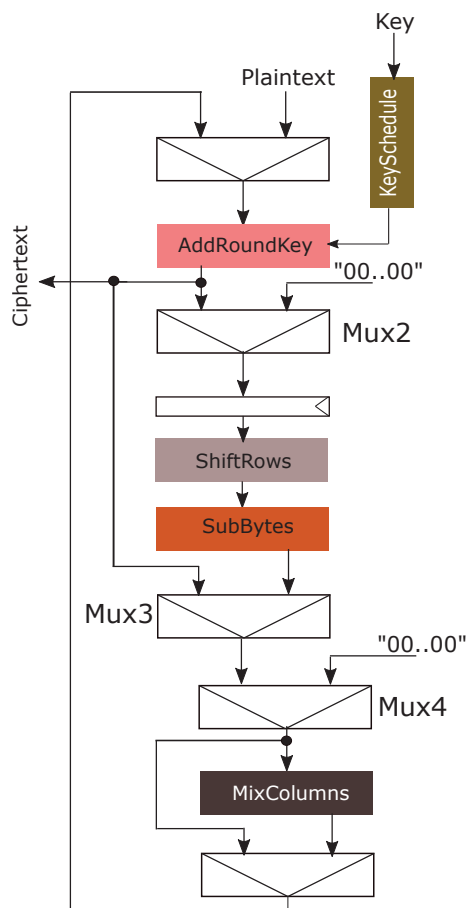 Key
Plaintext
KeySchedule
AddRoundKey
Ciphertext
"00..00"
Mux2
ShiftRows
SubBytes
Mux3
"00..00"
Mux4
MixColumns